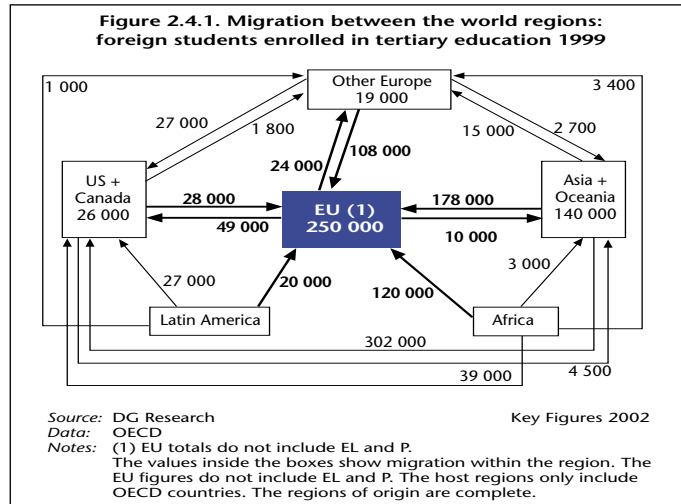 Figure 2.4.1. Migration between the world regions:
foreign students enrolled in tertiary education 1999
1 000
Other Europe
19 000
3 400
27 000
1 800
15 000
2 700
24 000
108 000
US +
Canada
26 000
28 000
49 000
EU (1)
250 000
178 000
10 000
Asia +
Oceania
140 000
27 000
20 000
120 000
3 000
Latin America
Africa
302 000
4 500
39 000
Source: DG Research Key Figures 2002
Data: OECD
Notes: (1) EU totals do not include EL and P.
The values inside the boxes show migration within the region. The
EU figures do not include EL and P. The host regions only include
OECD countries. The regions of origin are complete.